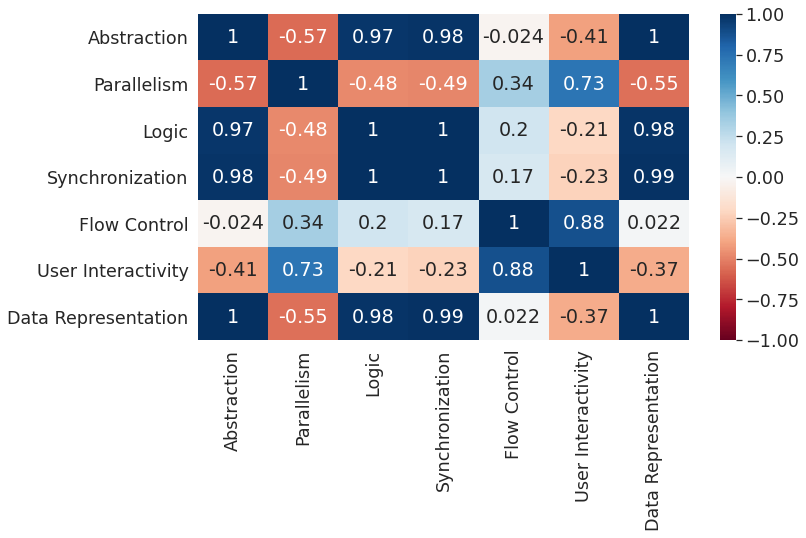 Abstraction 1 -0.57 0.97 0.98 -0.024 -0.41 1
Parallelism -0.57 1 -0.48 -0.49 0.34 0.73 -0.55
Logic 0.97 -0.48 1 1 0.2 -0.21 0.98
Synchronization 0.98 -0.49 1 1 0.17 -0.23 0.99
Flow Control -0.024 0.34 0.2 0.17 1 0.88 0.022
User Interactivity -0.41 0.73 -0.21 -0.23 0.88 1 -0.37
Data Representation 1 -0.55 0.98 0.99 0.022 -0.37 1
Abstraction
Parallelism
Logic
Synchronization
Flow Control
User Interactivity
Data Representation
1.00
0.75
0.50
0.25
0.00
−0.25
−0.50
−0.75
−1.00